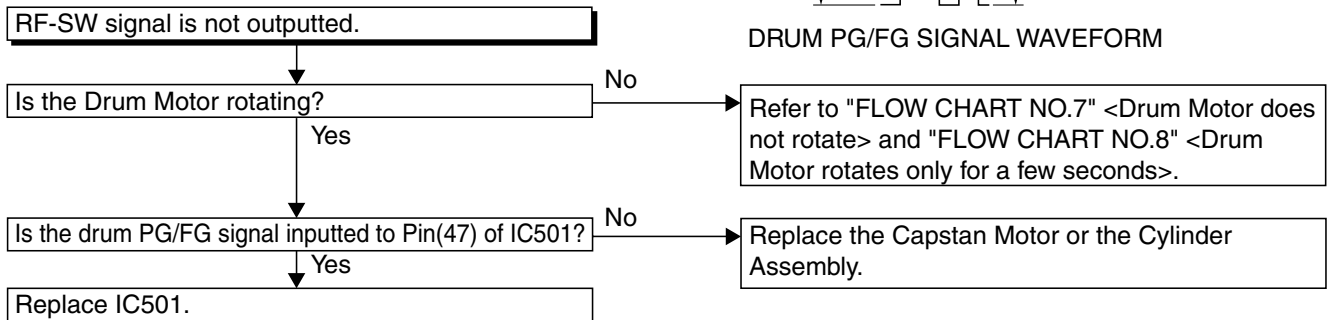 RF-SW signal is not outputted.
DRUM PG/FG SIGNAL WAVEFORM
Is the Drum Motor rotating?
No
Refer to "FLOW CHART NO.7" <Drum Motor does
not rotate> and "FLOW CHART NO.8" <Drum
Motor rotates only for a few seconds>.
Yes
Is the drum PG/FG signal inputted to Pin(47) of IC501?
No
Replace the Capstan Motor or the Cylinder
Assembly.
Yes
Replace IC501.